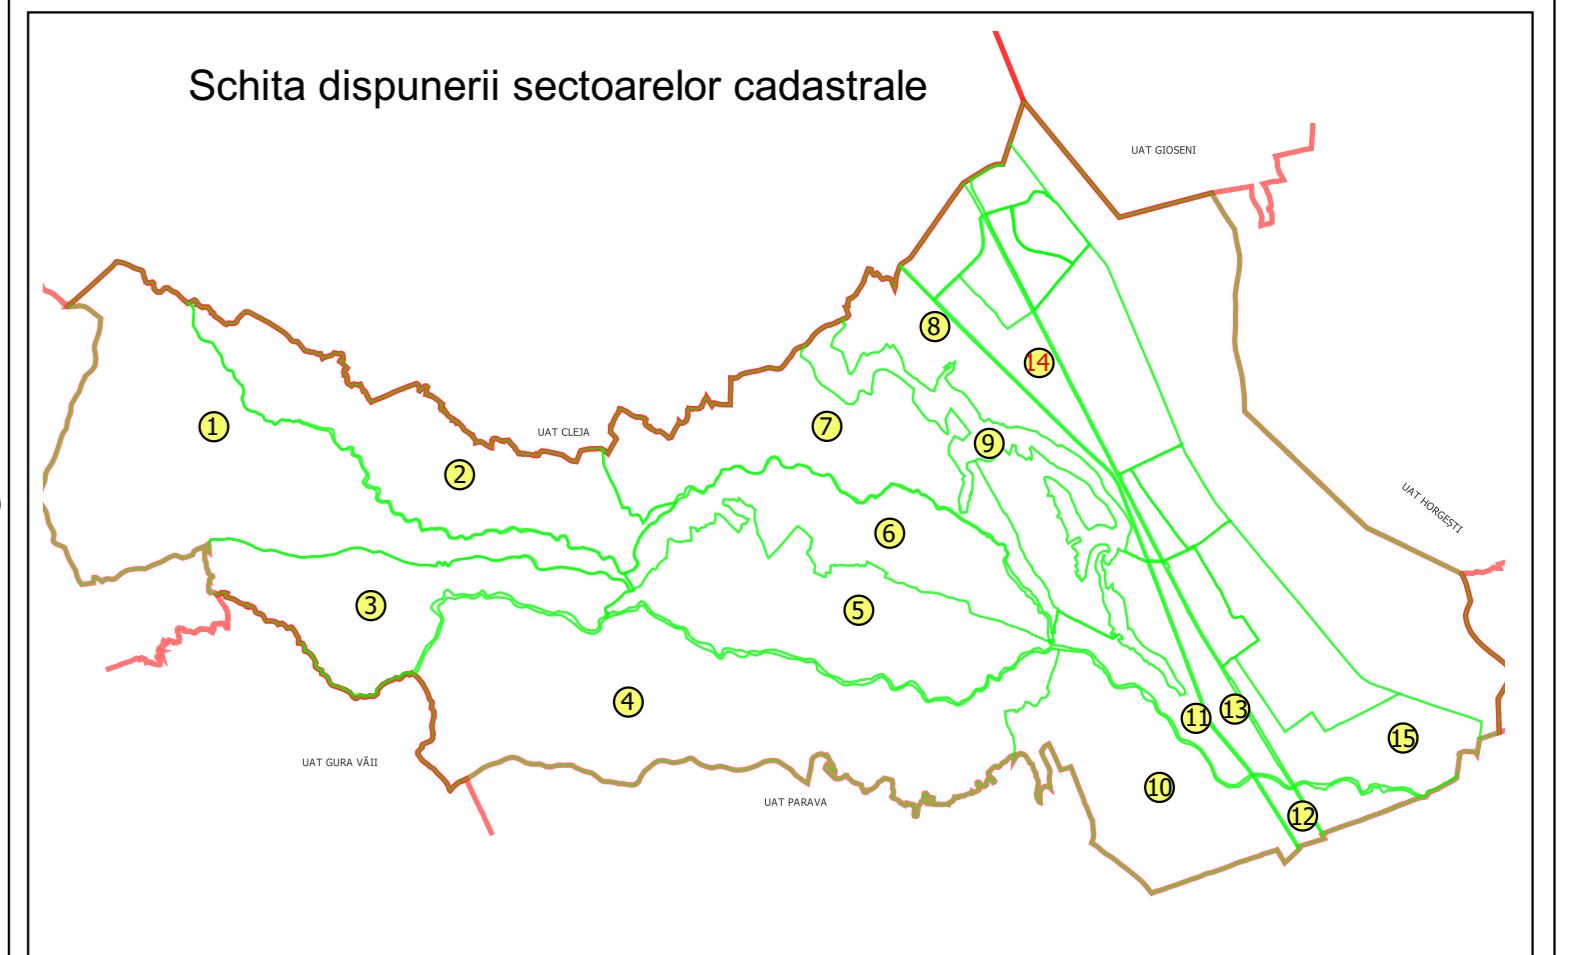 Schita dispunerii sectoarelor cadastrale
UAT GIOSENI
8
14
1
UAT CLEJA
7
9
2
UAT HORGEȘTI
6
3
5
4
11
13
15
UAT GURA VĂII
10
UAT PARAVA
12